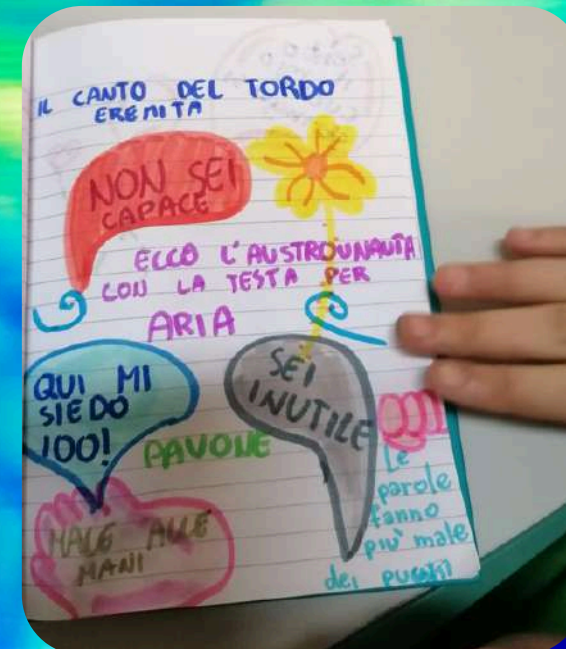 IL CANTO DEL TORDO
EREMITA
NON SEI
CAPACE
ECCO L'AUSTROUNAUTA
CON LA TESTA PER
ARIA
QUI MI
SIEDO
IOO!
PAVONE
SEI
INUTILE
MALE ALLE
MANI
Le
parole
fanno
più male
dei pugni